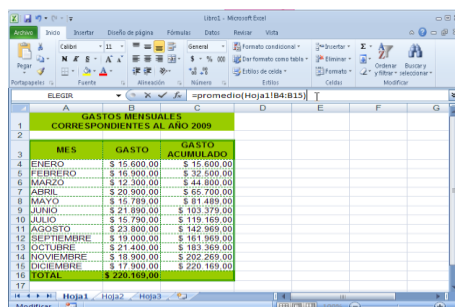 Libro1 - Microsoft Excel
Archivo Inicio Insertar Diseño de página Fórmulas Datos Revisar Vista
Calibri 11 General Formato condicional Insertar
Pegar N K S A A $ % 000 Dar formato como tabla Eliminar Ordenar y filtrar Buscar y seleccionar
Estilos de celda Formato
Portapapeles Fuente Alineación Número Estilos Celdas Modificar
ELEGIR fx =promedio(Hoja1!B4:B15)
A B C D E F G
1 GASTOS MENSUALES
CORRESPONDIENTES AL AÑO 2009
2
3 MES GASTO GASTO ACUMULADO
4 ENERO $ 15.600,00 $ 15.600,00
5 FEBRERO $ 16.900,00 $ 32.500,00
6 MARZO $ 12.300,00 $ 44.800,00
7 ABRIL $ 20.900,00 $ 65.700,00
8 MAYO $ 15.789,00 $ 81.489,00
9 JUNIO $ 21.890,00 $ 103.379,00
10 JULIO $ 15.790,00 $ 119.169,00
11 AGOSTO $ 23.800,00 $ 142.969,00
12 SEPTIEMBRE $ 19.000,00 $ 161.969,00
13 OCTUBRE $ 21.400,00 $ 183.369,00
14 NOVIEMBRE $ 18.900,00 $ 202.269,00
15 DICIEMBRE $ 17.900,00 $ 220.169,00
16 TOTAL $ 220.169,00
17
Hoja1 Hoja2 Hoja3
Modificar